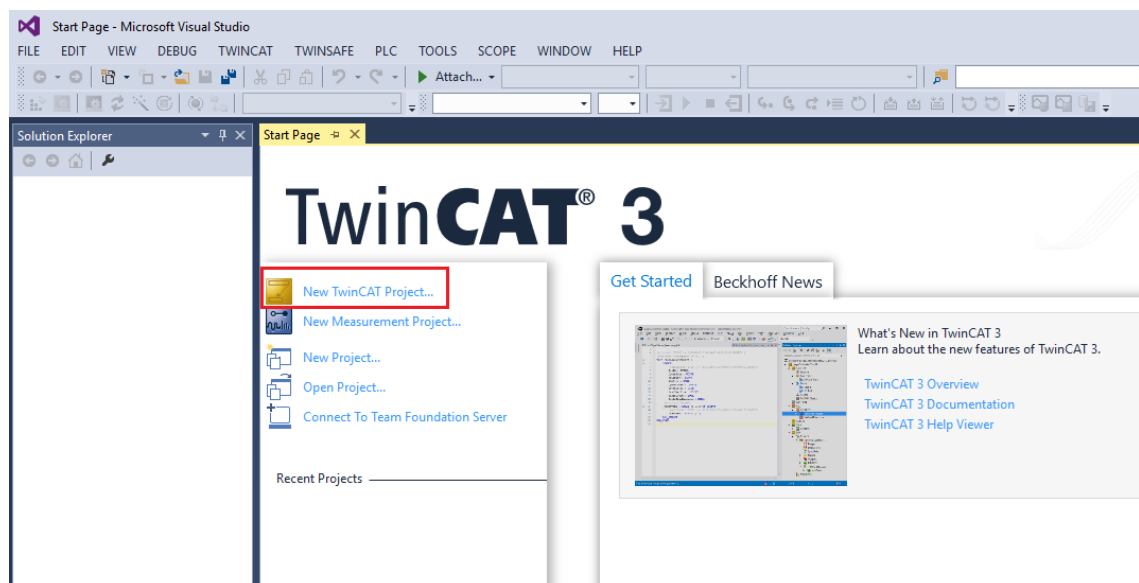 Start Page - Microsoft Visual Studio
FILE EDIT VIEW DEBUG TWINCAT TWINSAFE PLC TOOLS SCOPE WINDOW HELP
Attach...
Solution Explorer
Start Page
TwinCAT® 3
New TwinCAT Project...
New Measurement Project...
New Project...
Open Project...
Connect To Team Foundation Server
Recent Projects
Get Started Beckhoff News
What's New in TwinCAT 3
Learn about the new features of TwinCAT 3.
TwinCAT 3 Overview
TwinCAT 3 Documentation
TwinCAT 3 Help Viewer